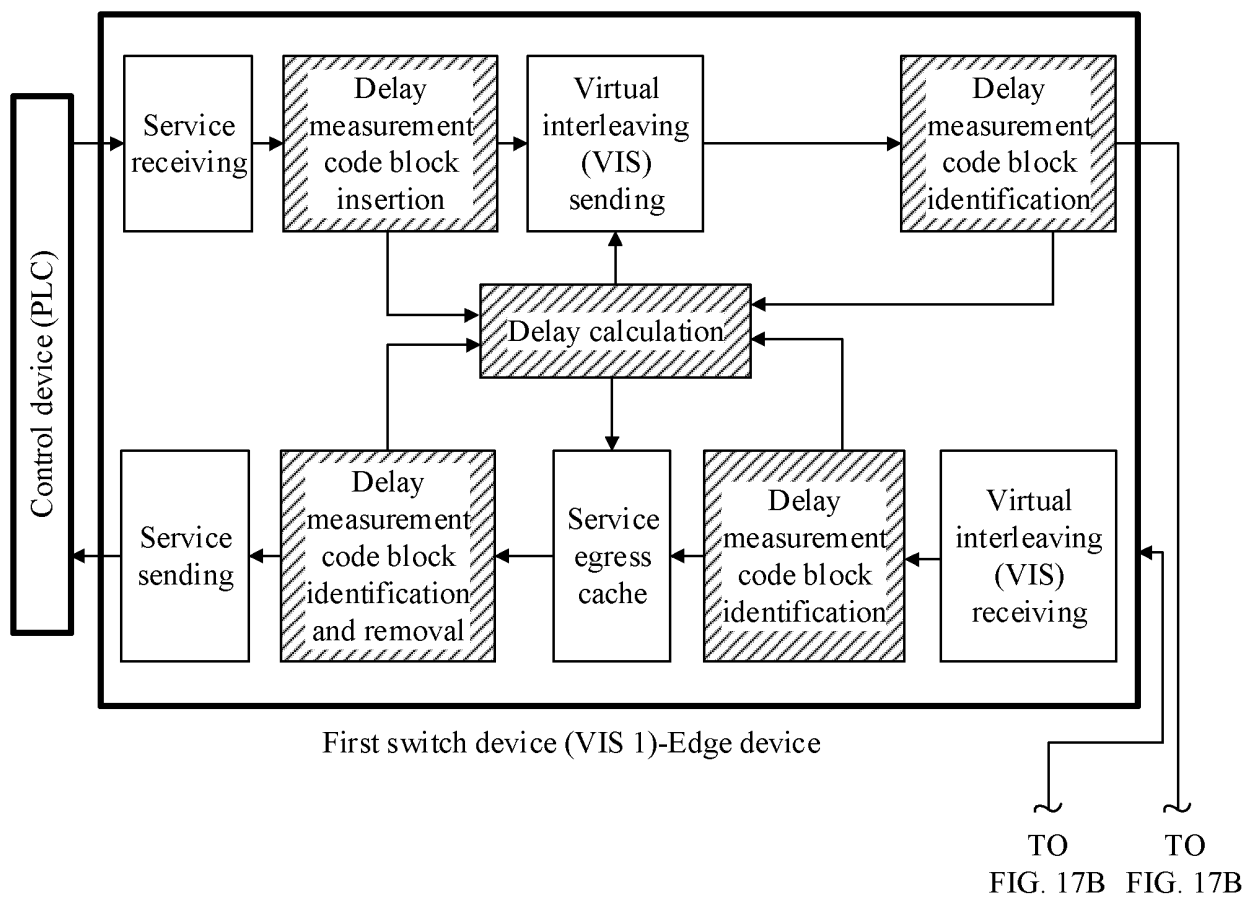 Control device (PLC)
Service
receiving
Delay
measurement
code block
insertion
Virtual
interleaving
(VIS)
sending
Delay
measurement
code block
identification
Delay calculation
Service
sending
Delay
measurement
code block
identification
and removal
Service
egress
cache
Delay
measurement
code block
identification
Virtual
interleaving
(VIS)
receiving
First switch device (VIS 1)-Edge device
TO
FIG. 17B
TO
FIG. 17B